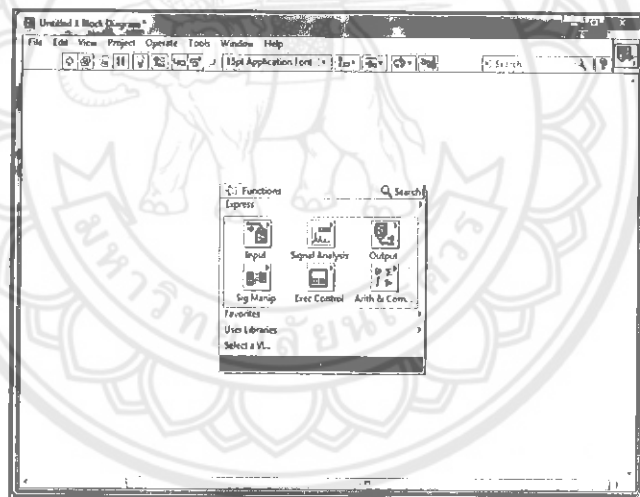 Untitled 1 Block Diagram *
File Edit View Project Operate Tools Window Help
15pt Application Font
Search
Functions
Search
Express
Input
Signal Analysis
Output
Sig Manip
Exec Control
Arith & Com...
Favorites
User Libraries
Select a VI...